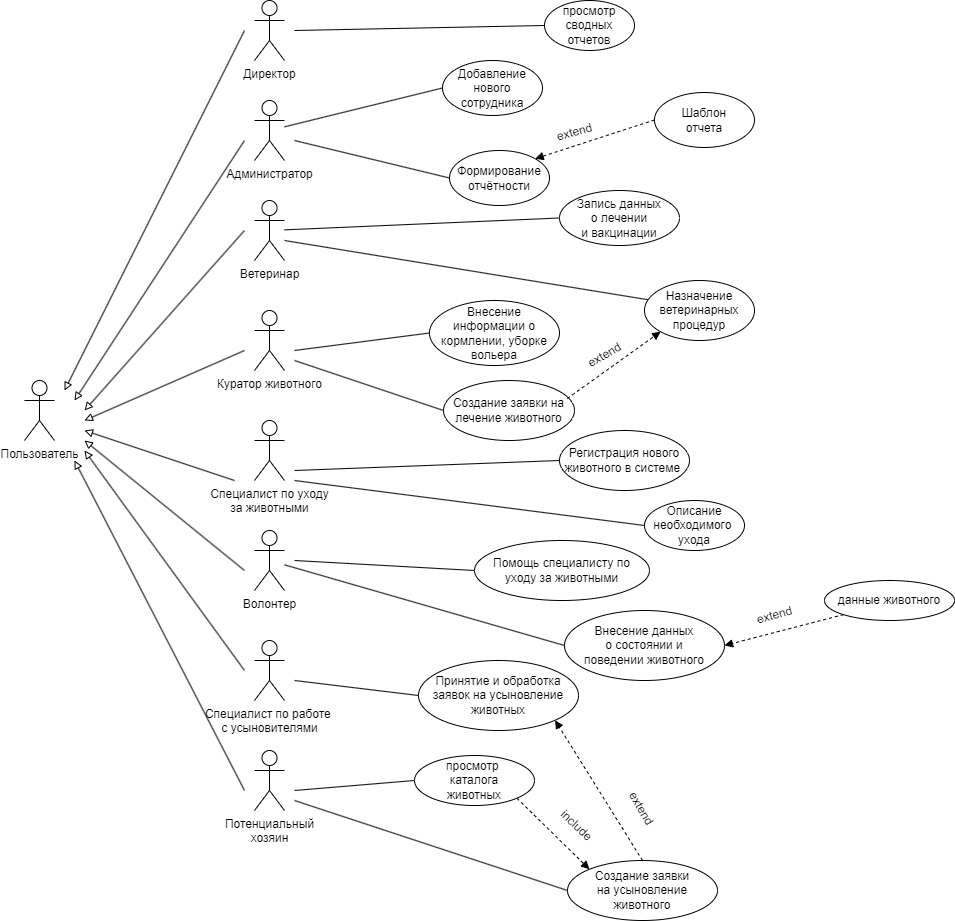 просмотр
сводных
отчетов
Директор
Добавление
нового
сотрудника
Шаблон
отчета
extend
Администратор
Формирование
отчётности
Запись данных
о лечении
и вакцинации
Ветеринар
Назначение
ветеринарных
процедур
Внесение
информации о
кормлении, уборке
вольера
extend
Куратор животного
Создание заявки на
лечение животного
Пользователь
Регистрация нового
животного в системе
Специалист по уходу
за животными
Описание
необходимого
ухода
Помощь специалисту по
уходу за животными
Волонтер
данные животного
extend
Внесение данных
о состоянии и
поведении животного
Принятие и обработка
заявок на усыновление
животных
Специалист по работе
с усыновителями
просмотр
каталога
животных
extend
include
Потенциальный
хозяин
Создание заявки
на усыновление
животного